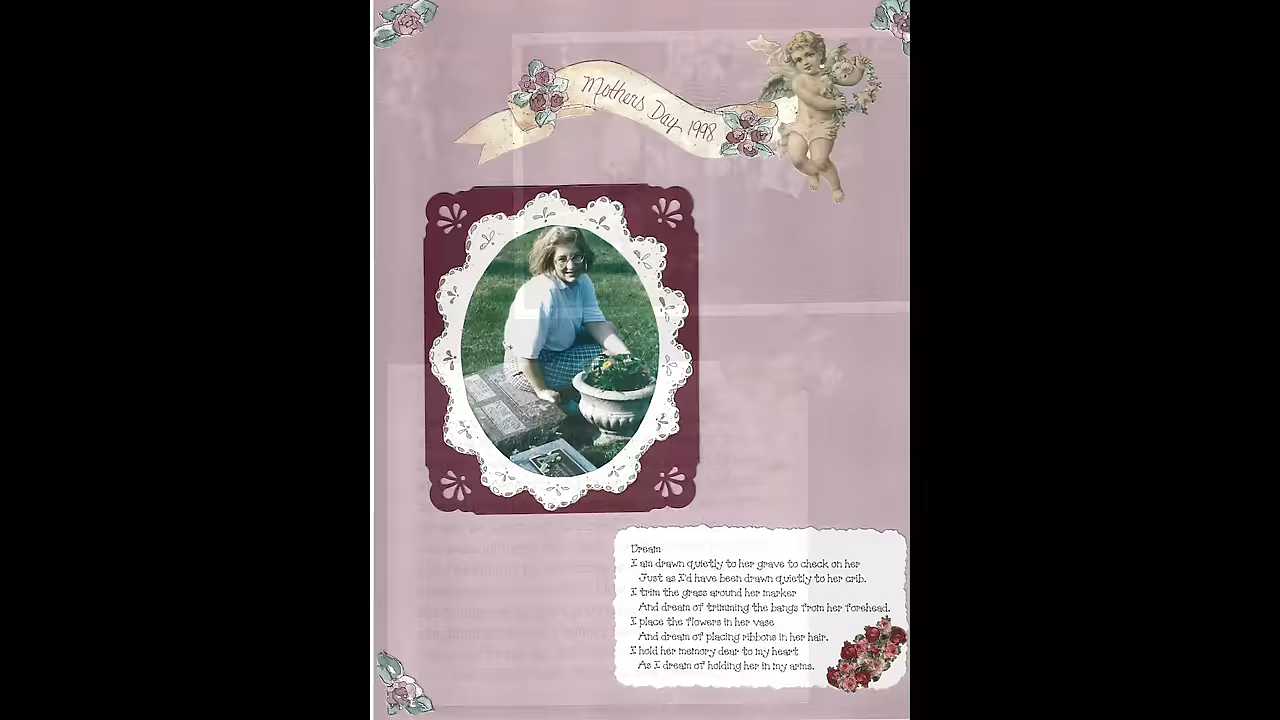 Mothers Day 1998
Dream
I am drawn quietly to her grave to check on her
Just as I'd have been drawn quietly to her crib.
I trim the grass around her marker
And dream of trimming the bangs from her forehead.
I place the flowers in her vase
And dream of placing ribbons in her hair.
I hold her memory dear to my heart
As I dream of holding her in my arms.